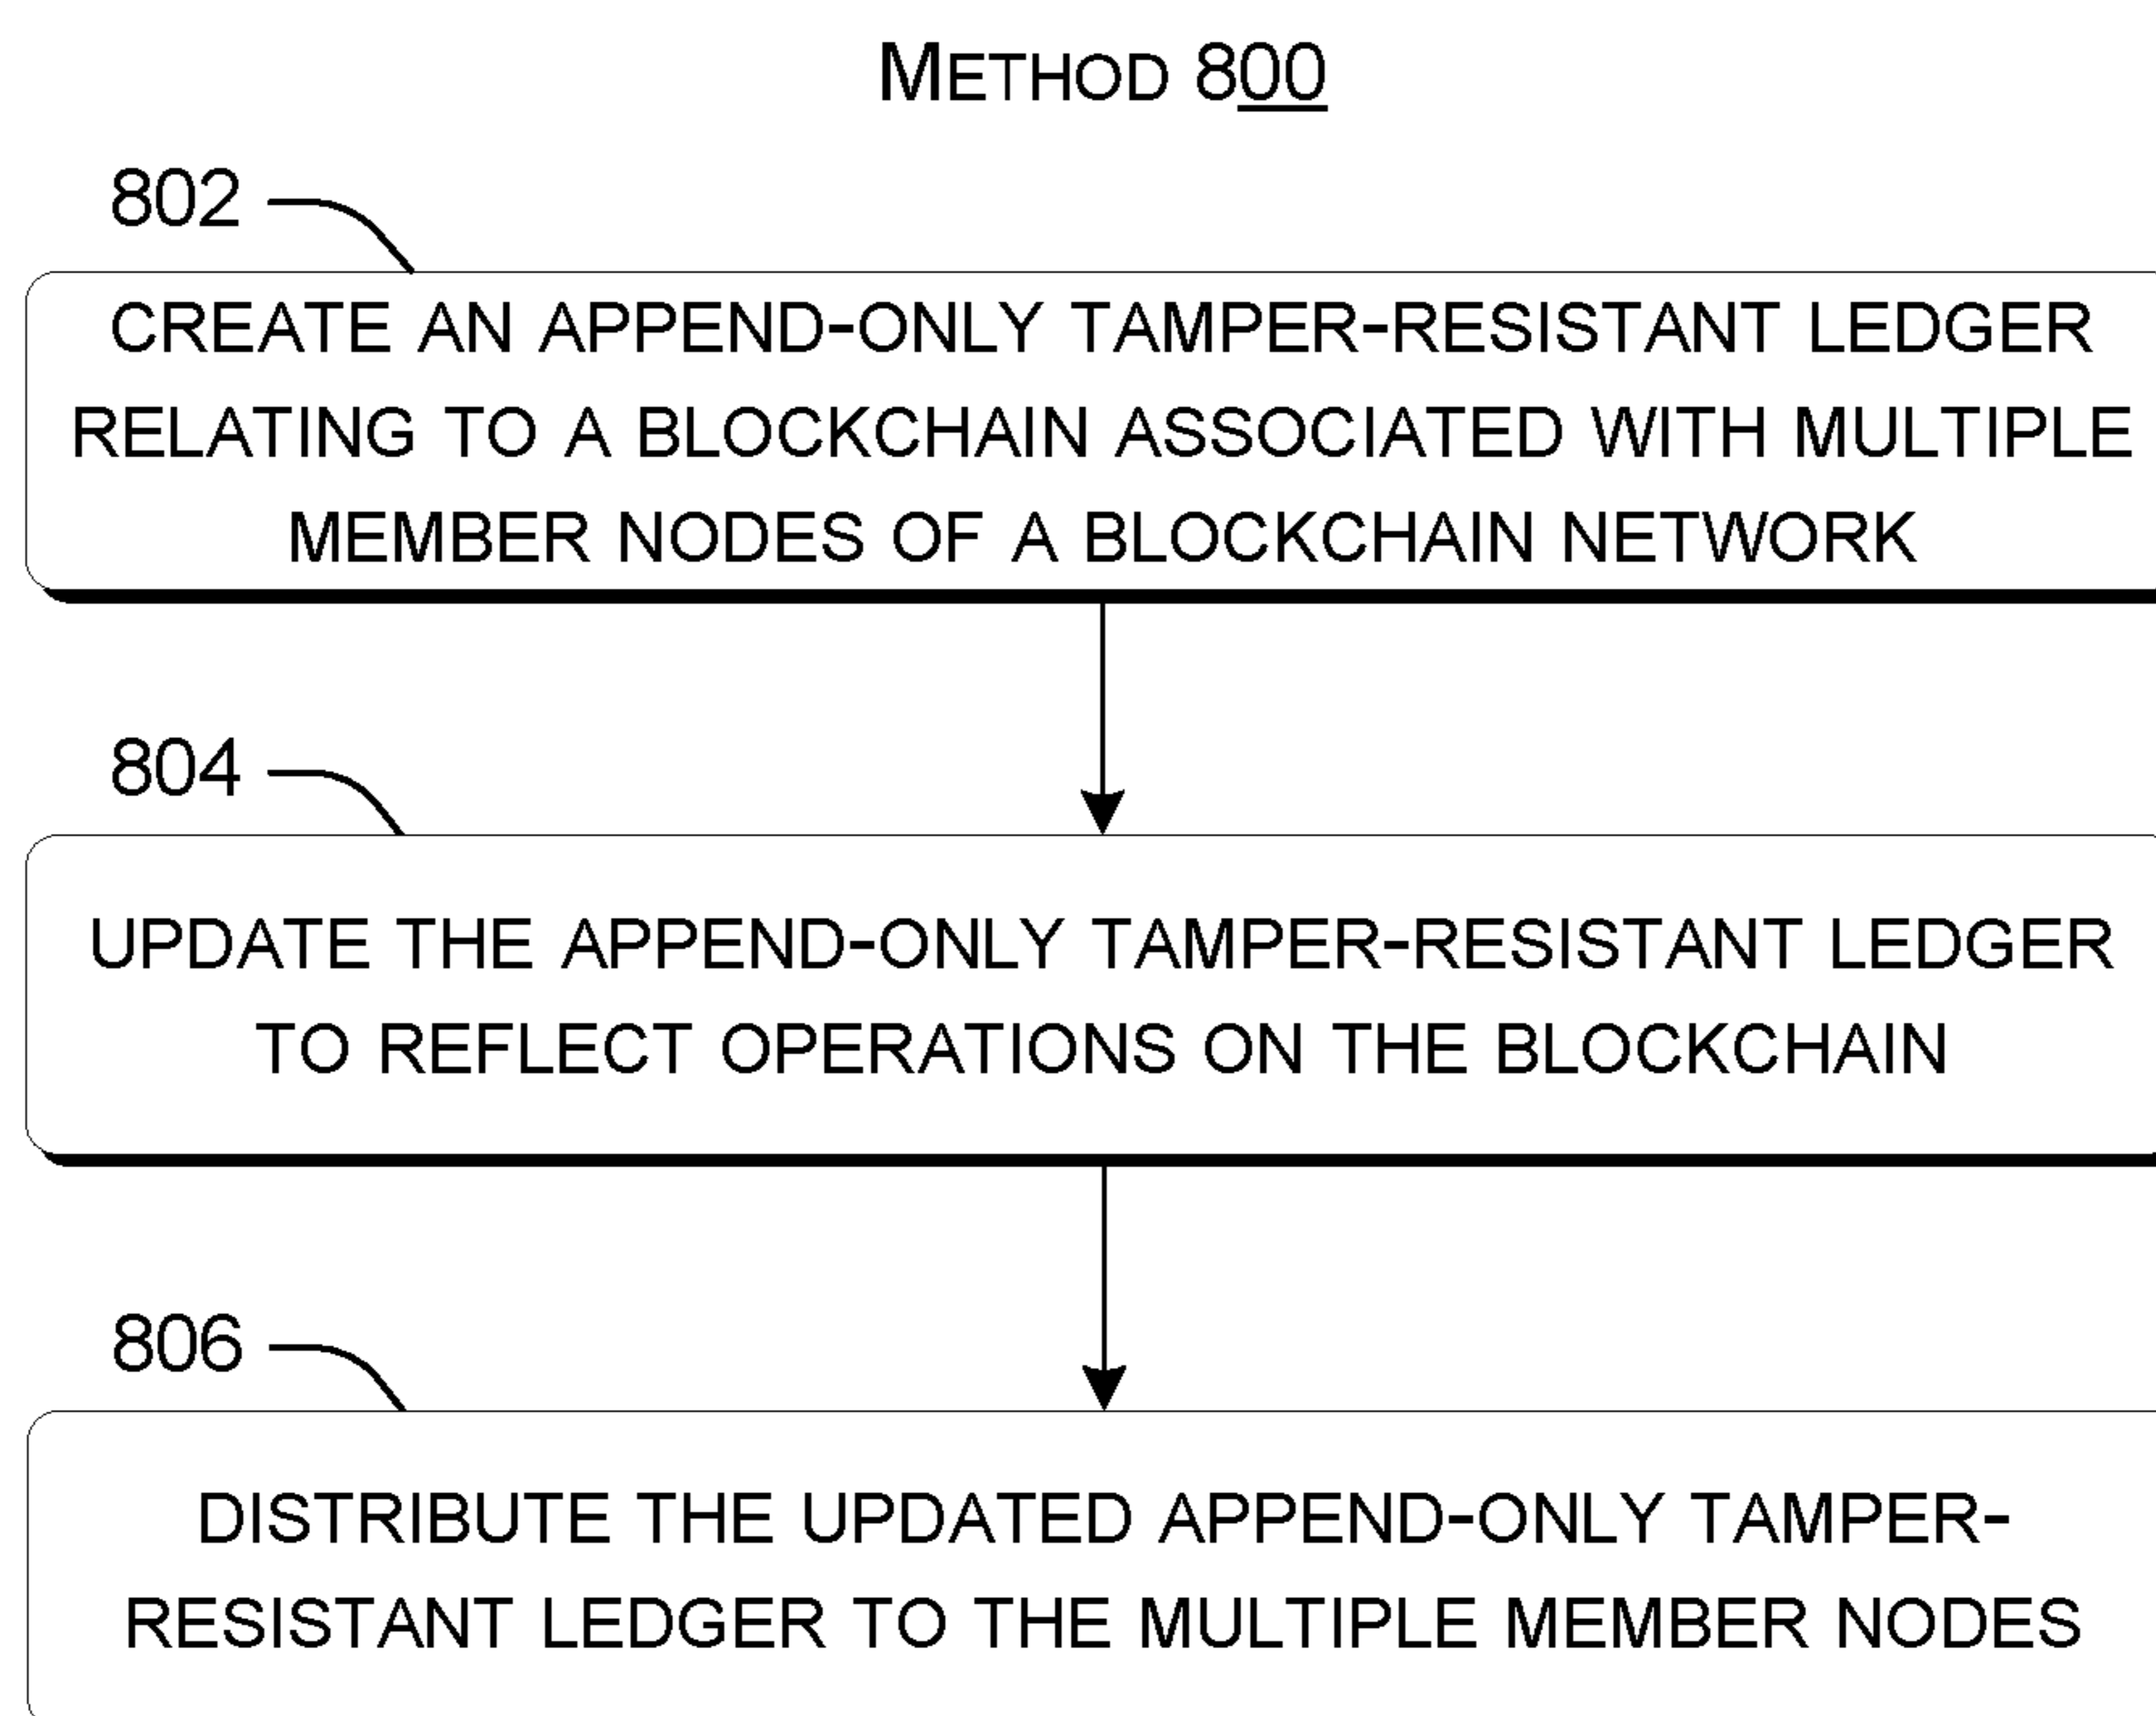 METHOD 800
802
CREATE AN APPEND-ONLY TAMPER-RESISTANT LEDGER
RELATING TO A BLOCKCHAIN ASSOCIATED WITH MULTIPLE
MEMBER NODES OF A BLOCKCHAIN NETWORK
804
UPDATE THE APPEND-ONLY TAMPER-RESISTANT LEDGER
TO REFLECT OPERATIONS ON THE BLOCKCHAIN
806
DISTRIBUTE THE UPDATED APPEND-ONLY TAMPER-
RESISTANT LEDGER TO THE MULTIPLE MEMBER NODES